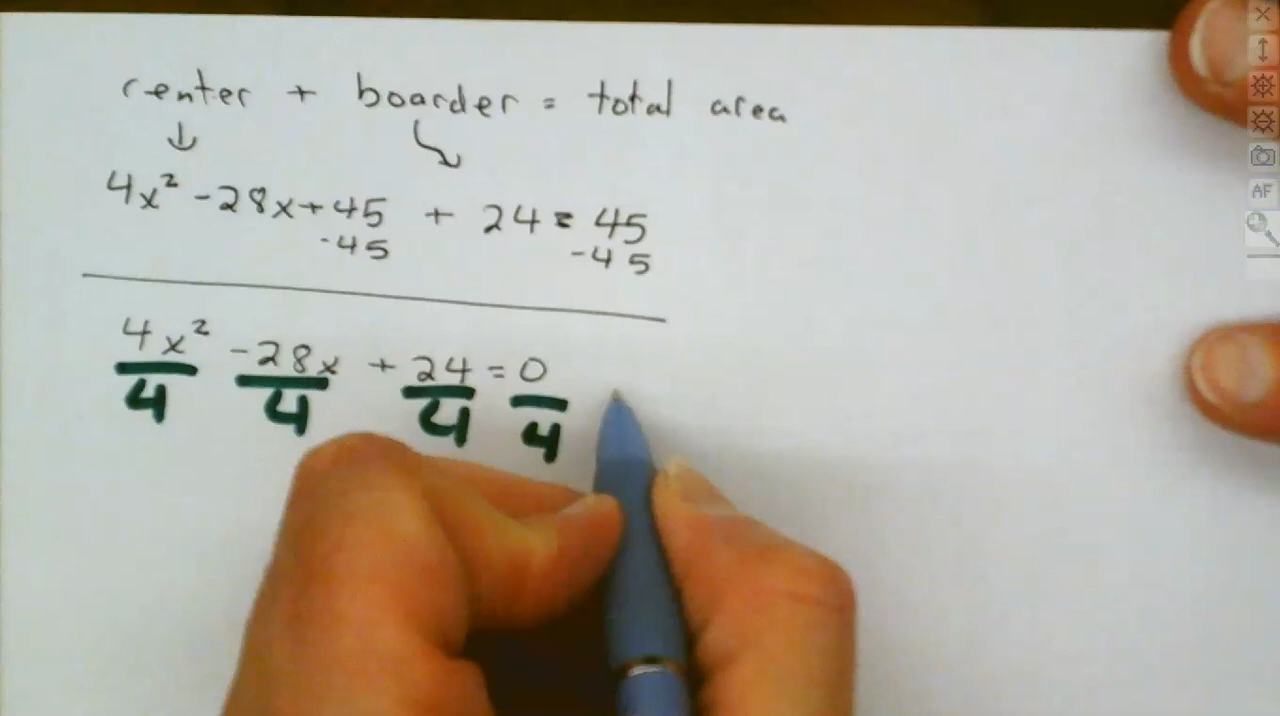 center + boarder = total area
4x² -28x+45 + 24 = 45
-45 -45
4x² -28x + 24 = 0
4 4 4 4
AF